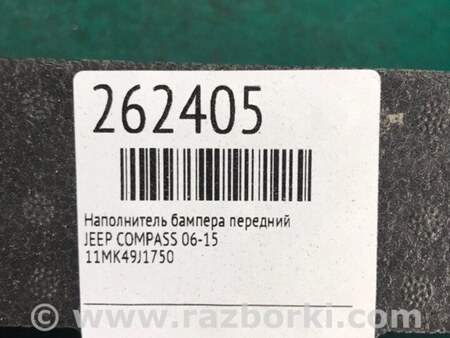 262405
Наполнитель бампера передний
JEEP COMPASS 06-15
11MK49J1750
www.razborki.com